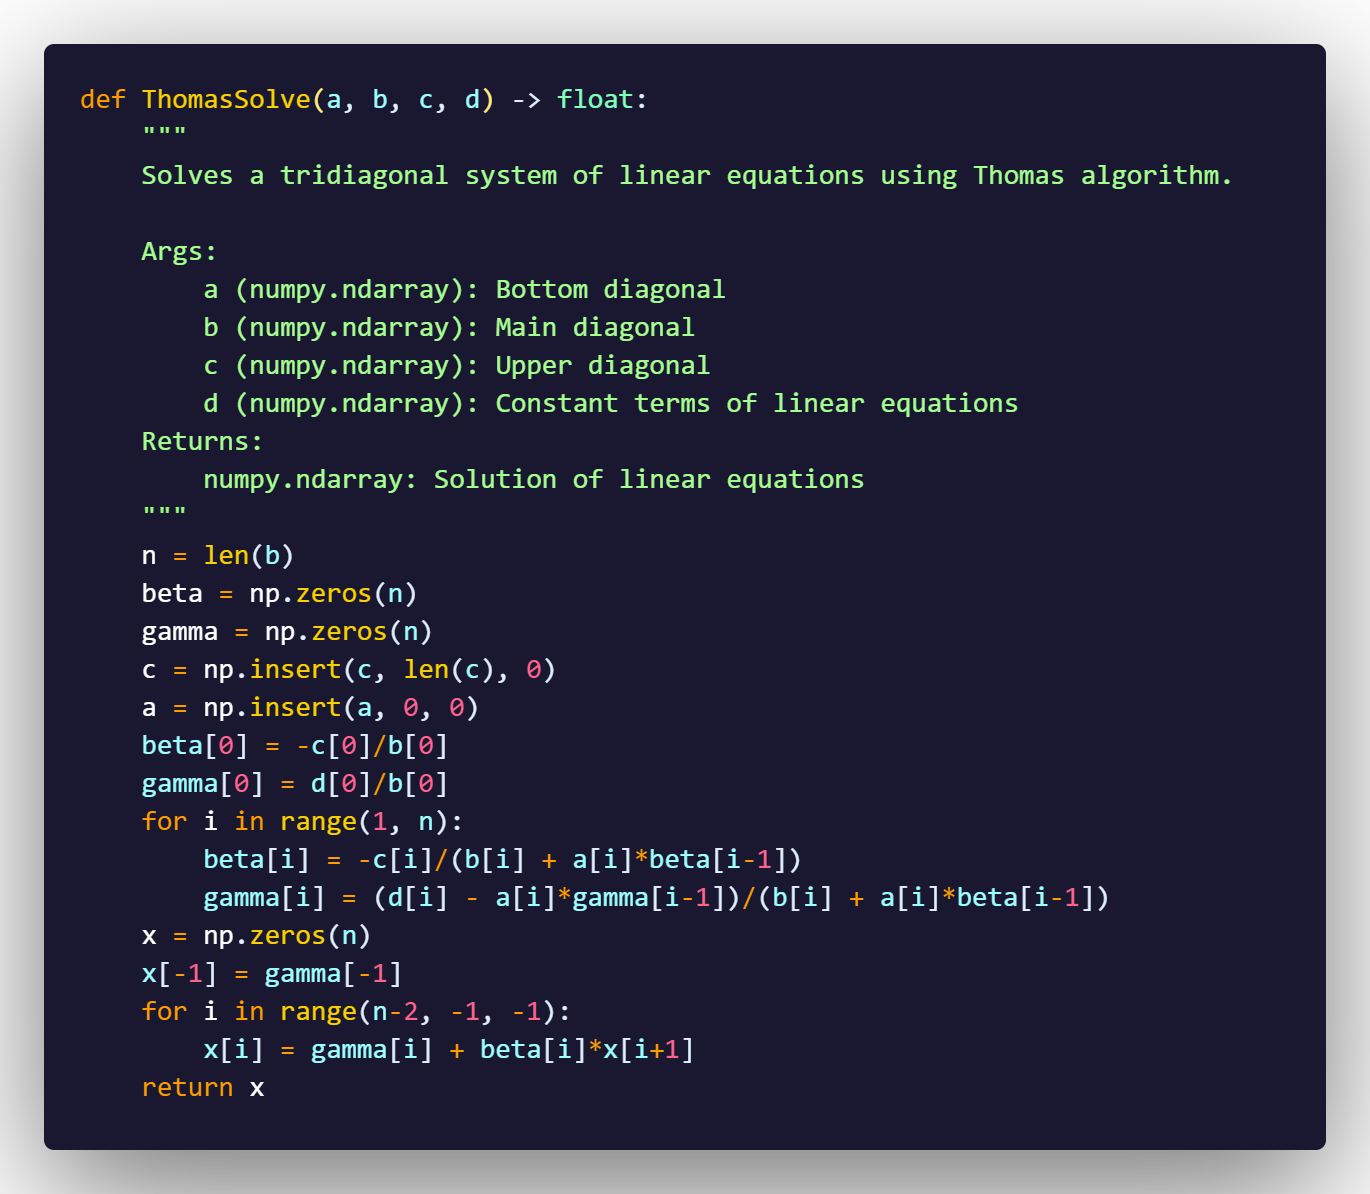 def ThomasSolve(a, b, c, d) -> float:
    """
    Solves a tridiagonal system of linear equations using Thomas algorithm.

    Args:
        a (numpy.ndarray): Bottom diagonal
        b (numpy.ndarray): Main diagonal
        c (numpy.ndarray): Upper diagonal
        d (numpy.ndarray): Constant terms of linear equations
    Returns:
        numpy.ndarray: Solution of linear equations
    """
    n = len(b)
    beta = np.zeros(n)
    gamma = np.zeros(n)
    c = np.insert(c, len(c), 0)
    a = np.insert(a, 0, 0)
    beta[0] = -c[0]/b[0]
    gamma[0] = d[0]/b[0]
    for i in range(1, n):
        beta[i] = -c[i]/(b[i] + a[i]*beta[i-1])
        gamma[i] = (d[i] - a[i]*gamma[i-1])/(b[i] + a[i]*beta[i-1])
    x = np.zeros(n)
    x[-1] = gamma[-1]
    for i in range(n-2, -1, -1):
        x[i] = gamma[i] + beta[i]*x[i+1]
    return x